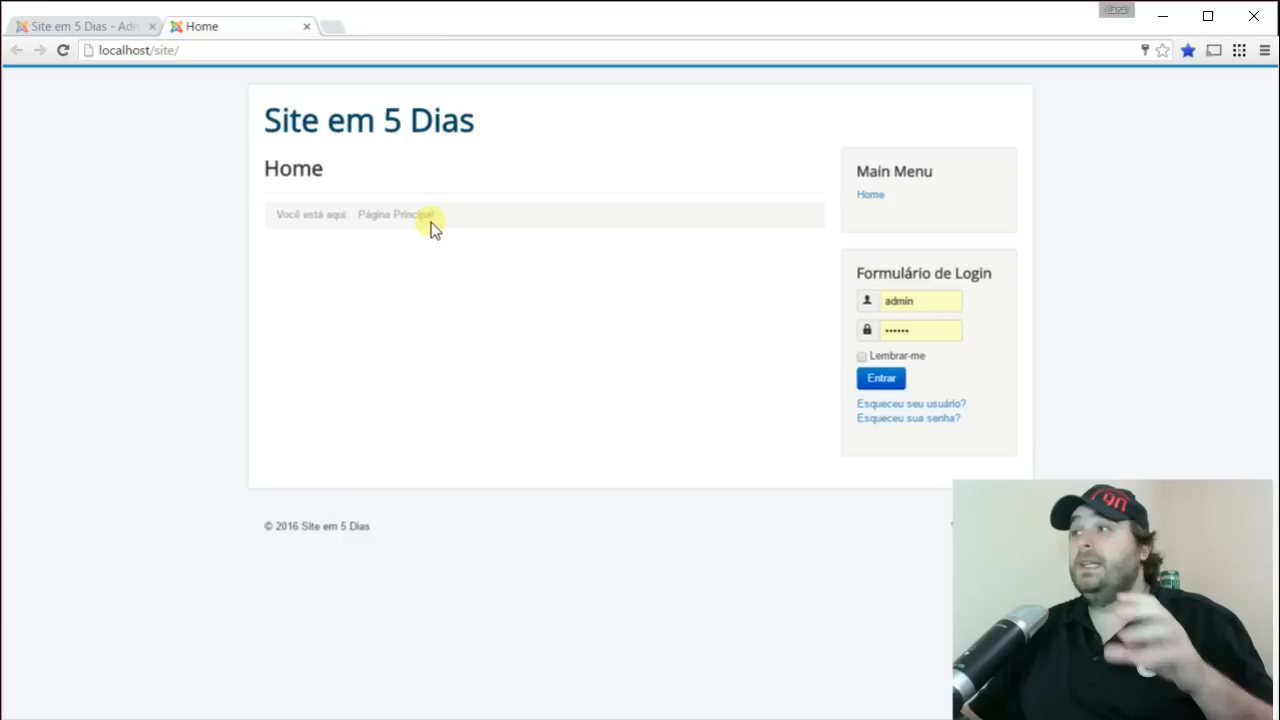 Canal
Site em 5 Dias - Adm
Home
localhost/site/
Site em 5 Dias
Home
Você está aqui: Página Principal
Main Menu
Home
Formulário de Login
admin
••••••
Lembrar-me
Entrar
Esqueceu seu usuário?
Esqueceu sua senha?
© 2016 Site em 5 Dias